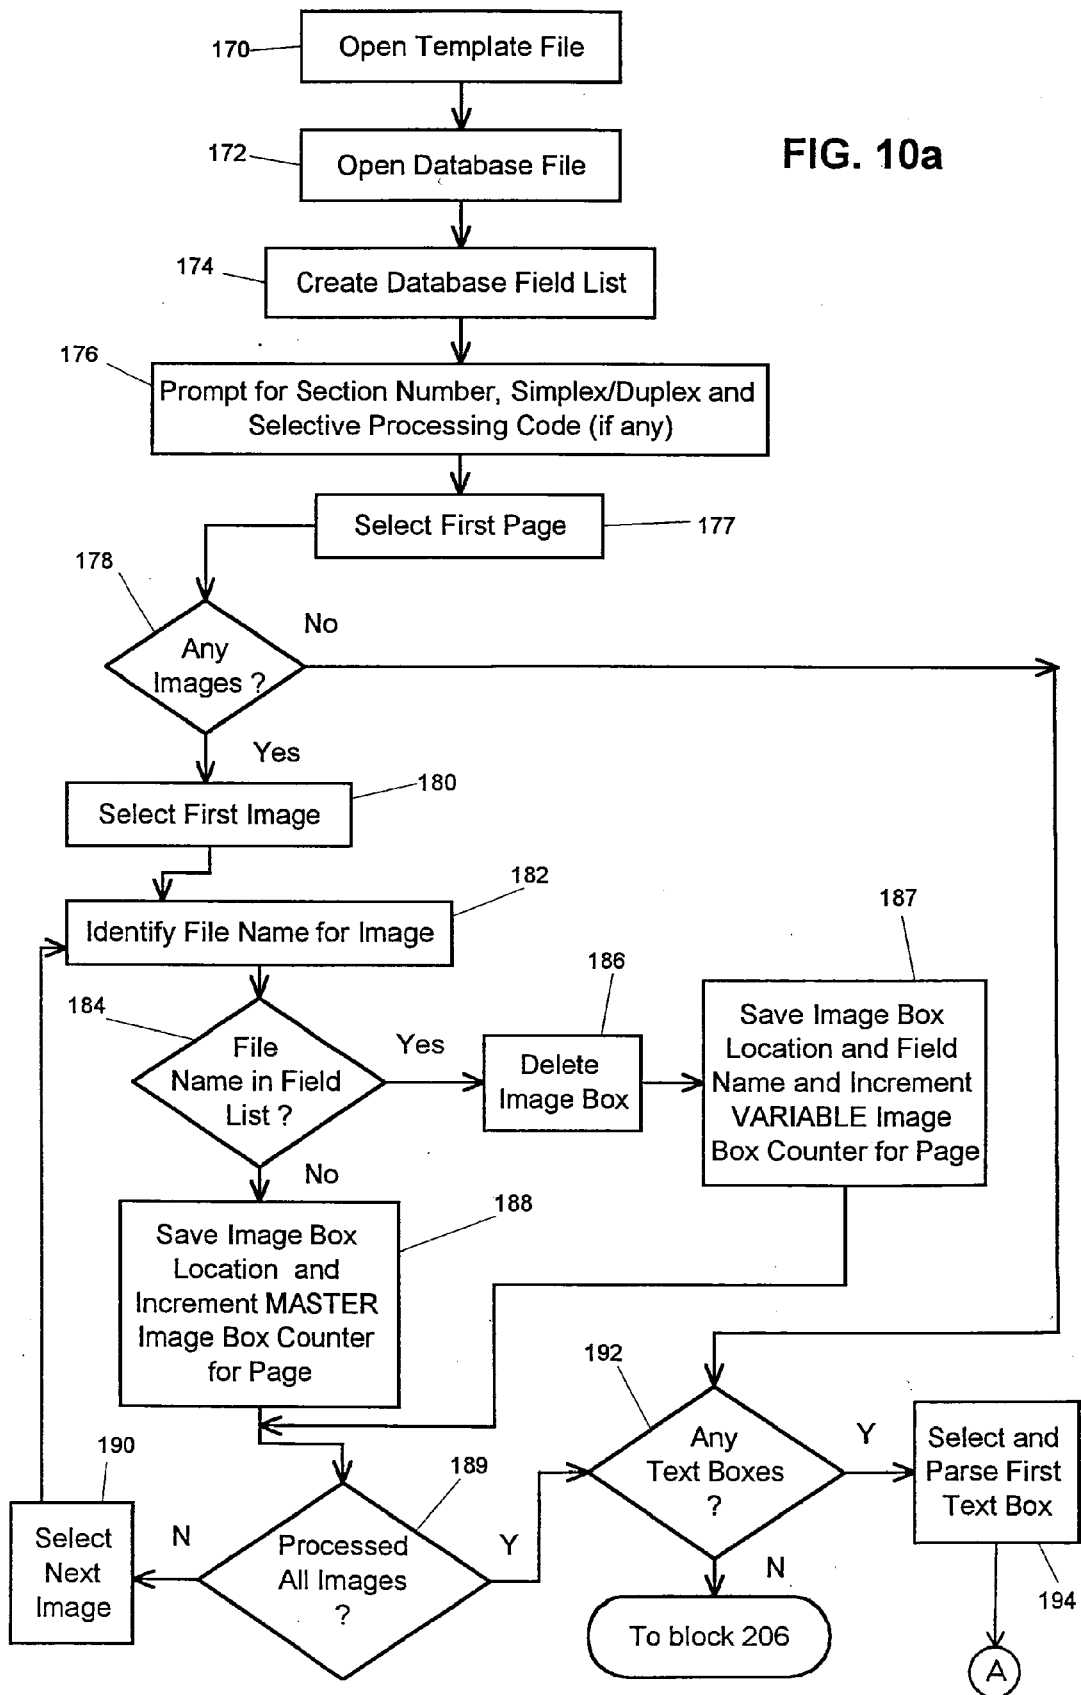 170
Open Template File
FIG. 10a
172
Open Database File
174
Create Database Field List
176
Prompt for Section Number, Simplex/Duplex and
Selective Processing Code (if any)
Select First Page
177
178
No
Any
Images ?
Yes
180
Select First Image
182
Identify File Name for Image
187
186
184
File
Name in Field
List ?
Yes
Delete
Image Box
Save Image Box
Location and Field
Name and Increment
VARIABLE Image
Box Counter for Page
No
188
Save Image Box
Location and
Increment MASTER
Image Box Counter
for Page
192
Any
Text Boxes
?
Y
Select and
Parse First
Text Box
190
189
Select
Next
Image
N
Processed
All Images
?
Y
N
194
To block 206
A